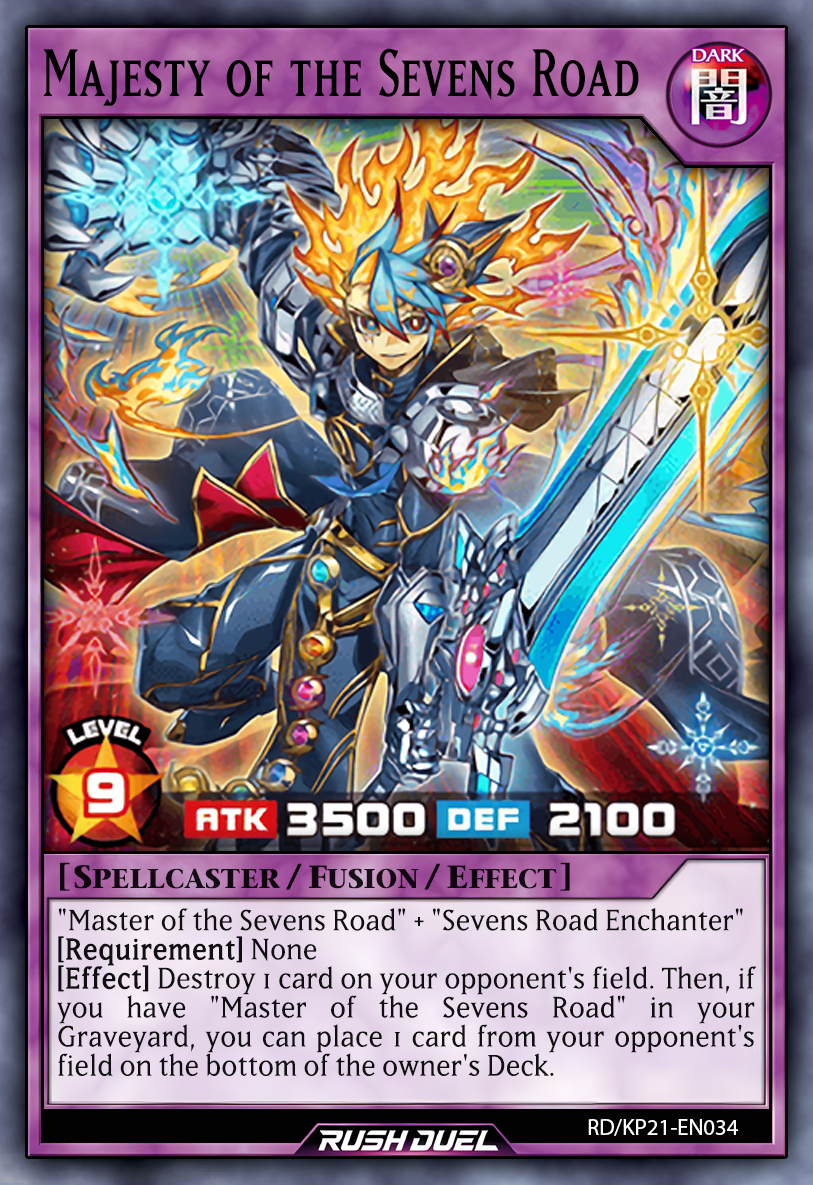 MAJESTY OF THE SEVENS ROAD
DARK
闇
LEVEL
9
ATK 3500 DEF 2100
[SPELLCASTER / FUSION / EFFECT]
"Master of the Sevens Road" + "Sevens Road Enchanter"
[Requirement] None
[Effect] Destroy 1 card on your opponent's field. Then, if
you have "Master of the Sevens Road" in your
Graveyard, you can place 1 card from your opponent's
field on the bottom of the owner's Deck.
RD/KP21-EN034
RUSH DUEL